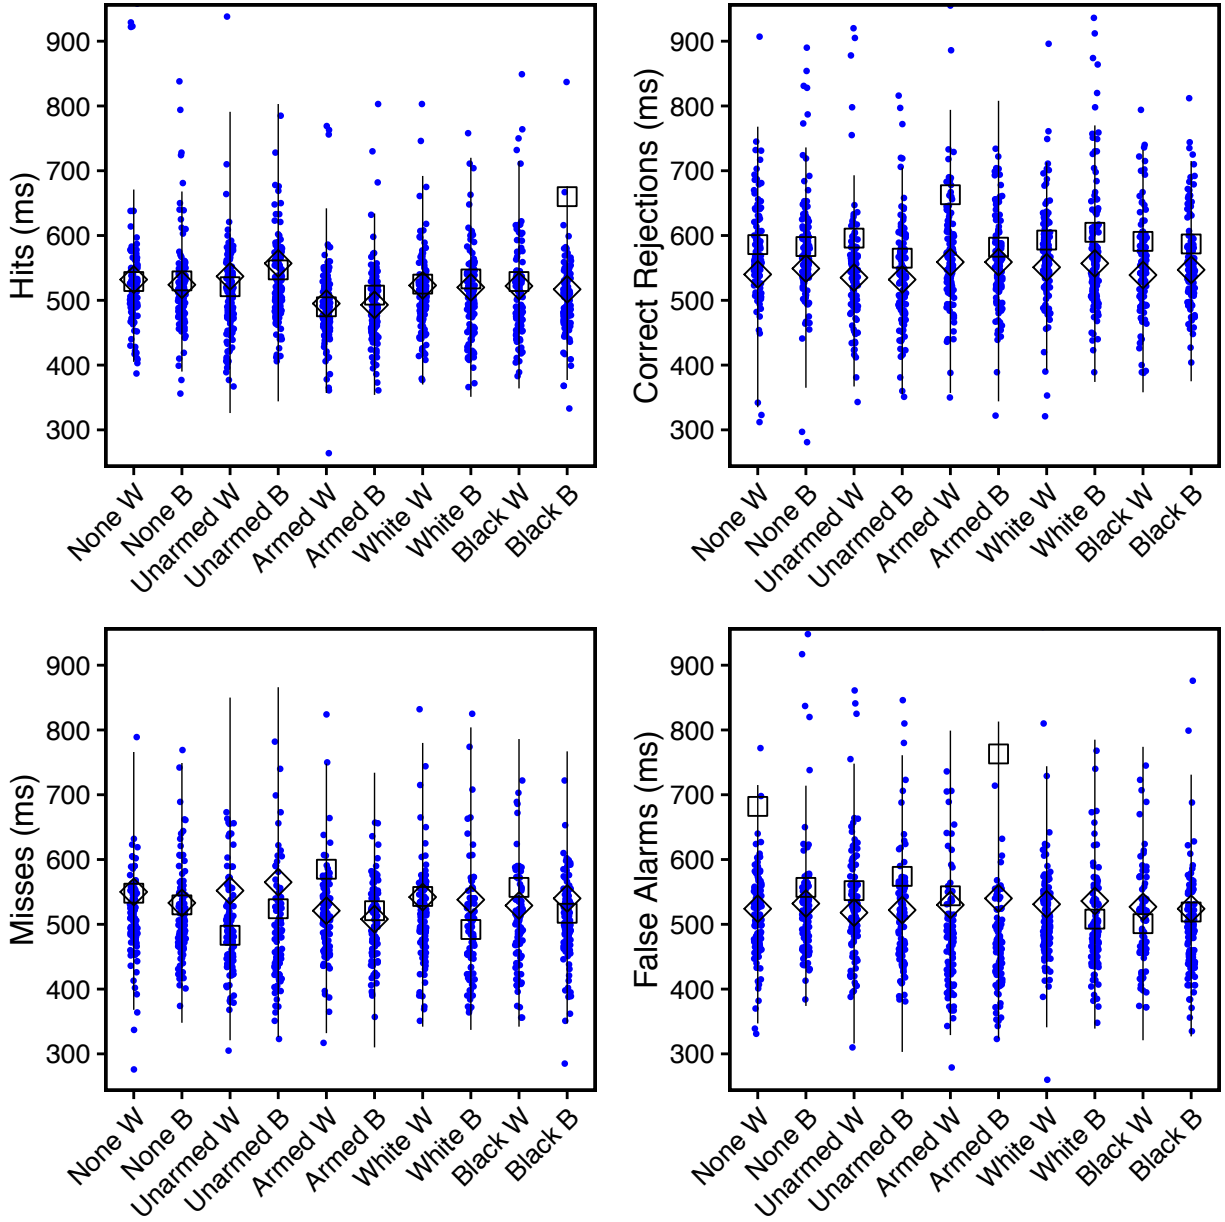 Hits (ms)
900
800
700
600
500
400
300
None W
None B
Unarmed W
Unarmed B
Armed W
Armed B
White W
White B
Black W
Black B
Correct Rejections (ms)
900
800
700
600
500
400
300
None W
None B
Unarmed W
Unarmed B
Armed W
Armed B
White W
White B
Black W
Black B
Misses (ms)
900
800
700
600
500
400
300
None W
None B
Unarmed W
Unarmed B
Armed W
Armed B
White W
White B
Black W
Black B
False Alarms (ms)
900
800
700
600
500
400
300
None W
None B
Unarmed W
Unarmed B
Armed W
Armed B
White W
White B
Black W
Black B